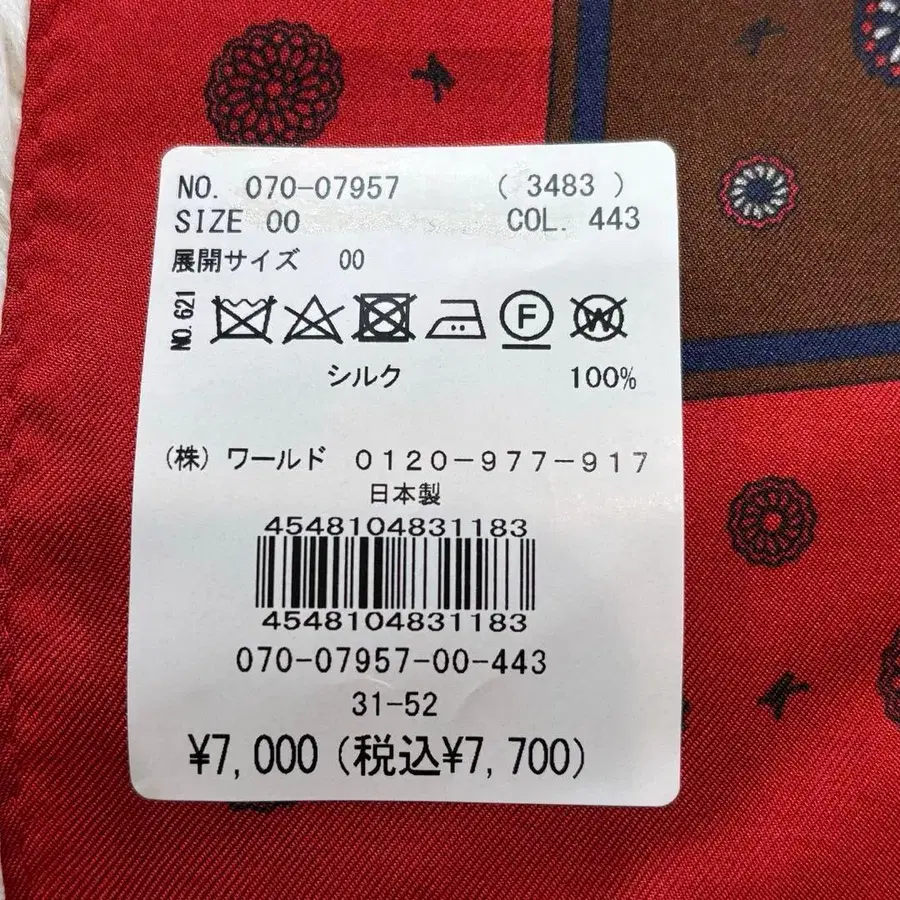 NO. 070-07957 ( 3483 )
SIZE 00 COL. 443
展開サイズ 00
NO.621
F W
シルク 100%
(株) ワールド 0120-977-917
日本製
4548104831183
4548104831183
070-07957-00-443
31-52
¥7,000 (税込¥7,700)